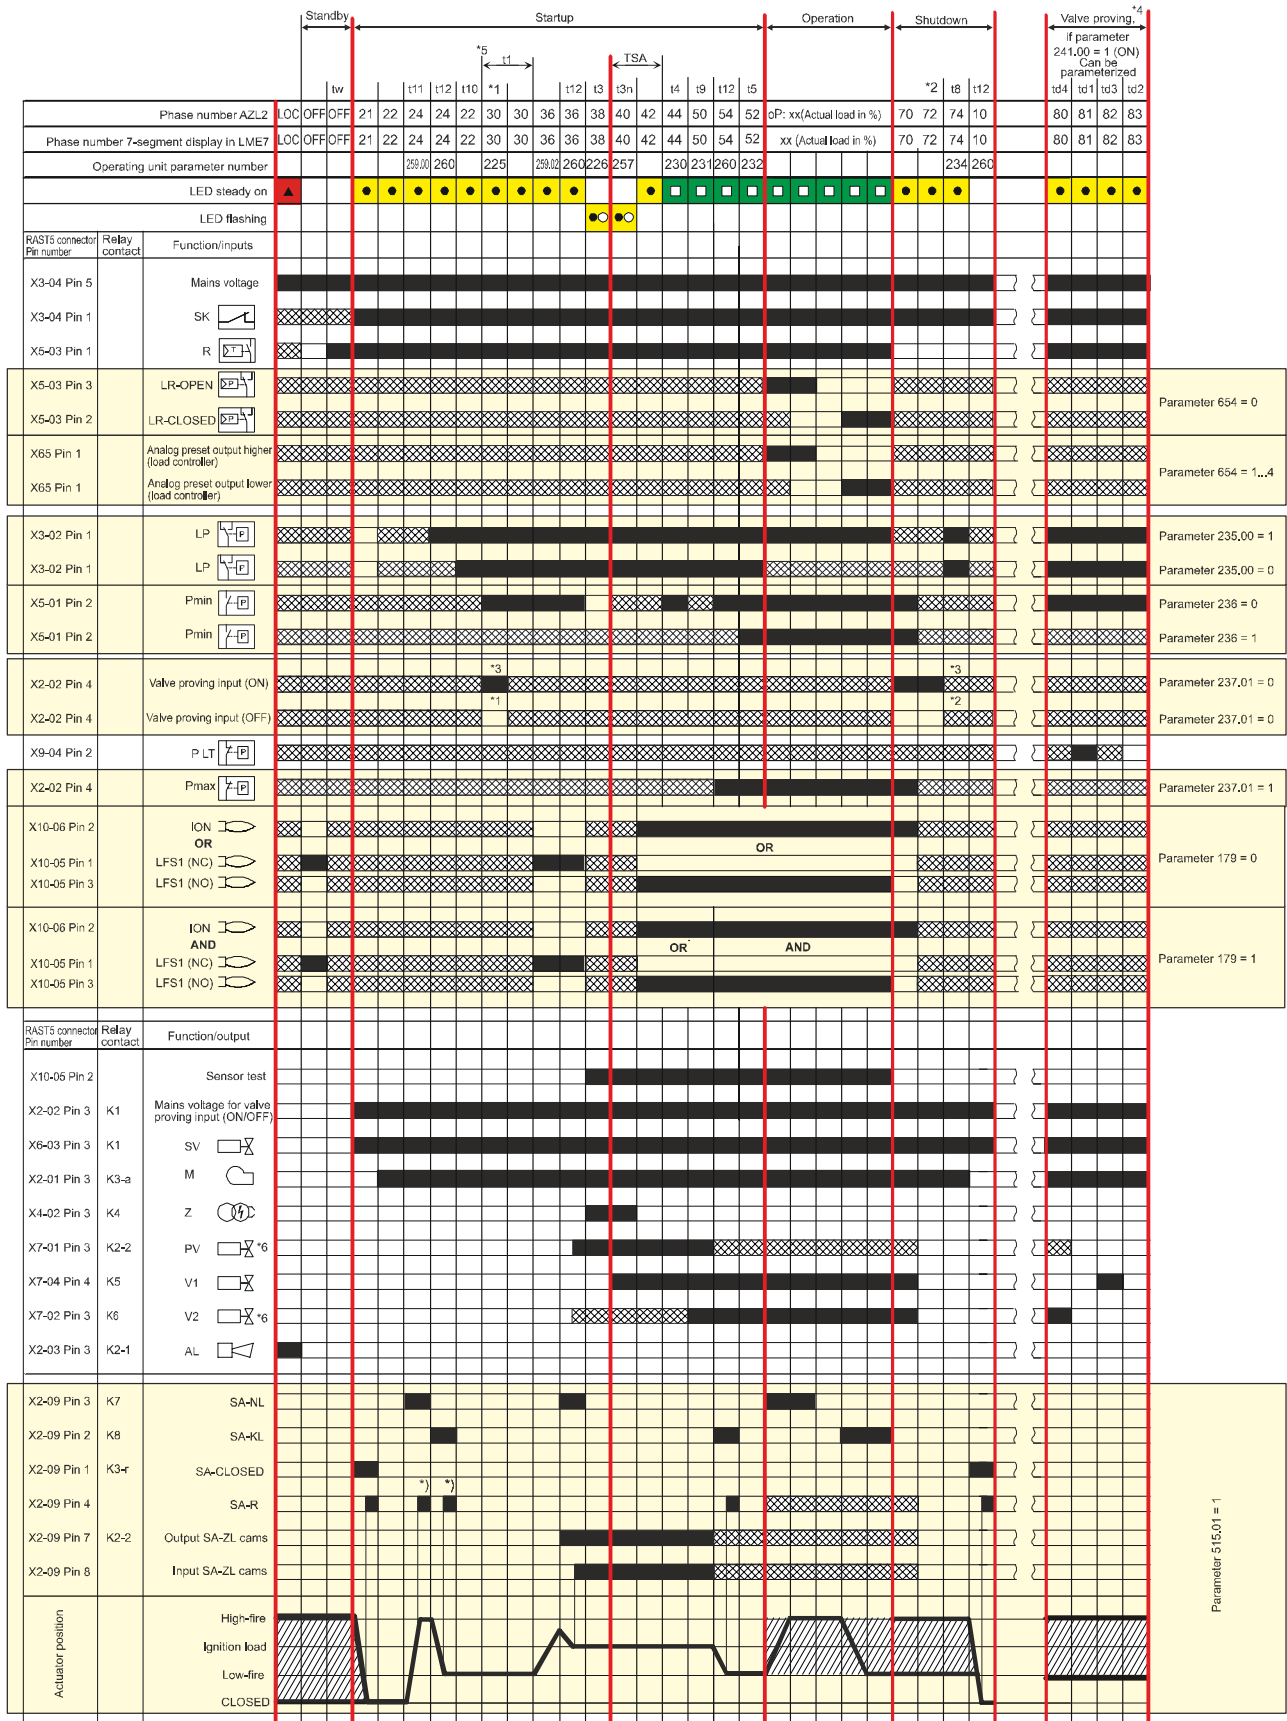 *4
Standby Startup Operation Shutdown Valve proving,
if parameter
241.00 = 1 (ON)
Can be
parameterized
*5
t1 TSA
tw t11 t12 t10 *1 t12 t3 t3n t4 t9 t12 t5 *2 t8 t12 td4 td1 td3 td2
Phase number AZL2 LOC OFF OFF 21 22 24 24 22 30 30 36 36 38 40 42 44 50 54 52 oP: xx(Actual load in %) 70 72 74 10 80 81 82 83
Phase number 7-segment display in LME7 LOC OFF OFF 21 22 24 24 22 30 30 36 36 38 40 42 44 50 54 52 xx (Actual load in %) 70 72 74 10 80 81 82 83
Operating unit parameter number 259.00 260 225 259.02 260 226 257 230 231 260 232 234 260
LED steady on
LED flashing
RAST5 connector Relay Function/inputs
Pin number contact
X3-04 Pin 5 Mains voltage
X3-04 Pin 1 SK
X5-03 Pin 1 R T
X5-03 Pin 3 LR-OPEN P
Parameter 654 = 0
X5-03 Pin 2 LR-CLOSED P
X65 Pin 1 Analog preset output higher
(load controller)
Parameter 654 = 1...4
X65 Pin 1 Analog preset output lower
(load controller)
X3-02 Pin 1 LP P Parameter 235.00 = 1
X3-02 Pin 1 LP P Parameter 235.00 = 0
X5-01 Pin 2 Pmin P Parameter 236 = 0
X5-01 Pin 2 Pmin P Parameter 236 = 1
*3 *3
X2-02 Pin 4 Valve proving input (ON) Parameter 237.01 = 0
*1 *2
X2-02 Pin 4 Valve proving input (OFF) Parameter 237.01 = 0
X9-04 Pin 2 P LT P
X2-02 Pin 4 Pmax P Parameter 237.01 = 1
X10-06 Pin 2 ION
OR OR
X10-05 Pin 1 LFS1 (NC) Parameter 179 = 0
X10-05 Pin 3 LFS1 (NO)
X10-06 Pin 2 ION
AND OR AND
X10-05 Pin 1 LFS1 (NC) Parameter 179 = 1
X10-05 Pin 3 LFS1 (NO)
RAST5 connector Relay Function/output
Pin number contact
X10-05 Pin 2 Sensor test
X2-02 Pin 3 K1 Mains voltage for valve
proving input (ON/OFF)
X6-03 Pin 3 K1 SV
X2-01 Pin 3 K3-a M
X4-02 Pin 3 K4 Z
X7-01 Pin 3 K2-2 PV *6
X7-04 Pin 4 K5 V1
X7-02 Pin 3 K6 V2 *6
X2-03 Pin 3 K2-1 AL
X2-09 Pin 3 K7 SA-NL
X2-09 Pin 2 K8 SA-KL
X2-09 Pin 1 K3-r SA-CLOSED
*) *)
X2-09 Pin 4 SA-R
X2-09 Pin 7 K2-2 Output SA-ZL cams
X2-09 Pin 8 Input SA-ZL cams
Parameter 515.01 = 1
Actuator position
High-fire
Ignition load
Low-fire
CLOSED